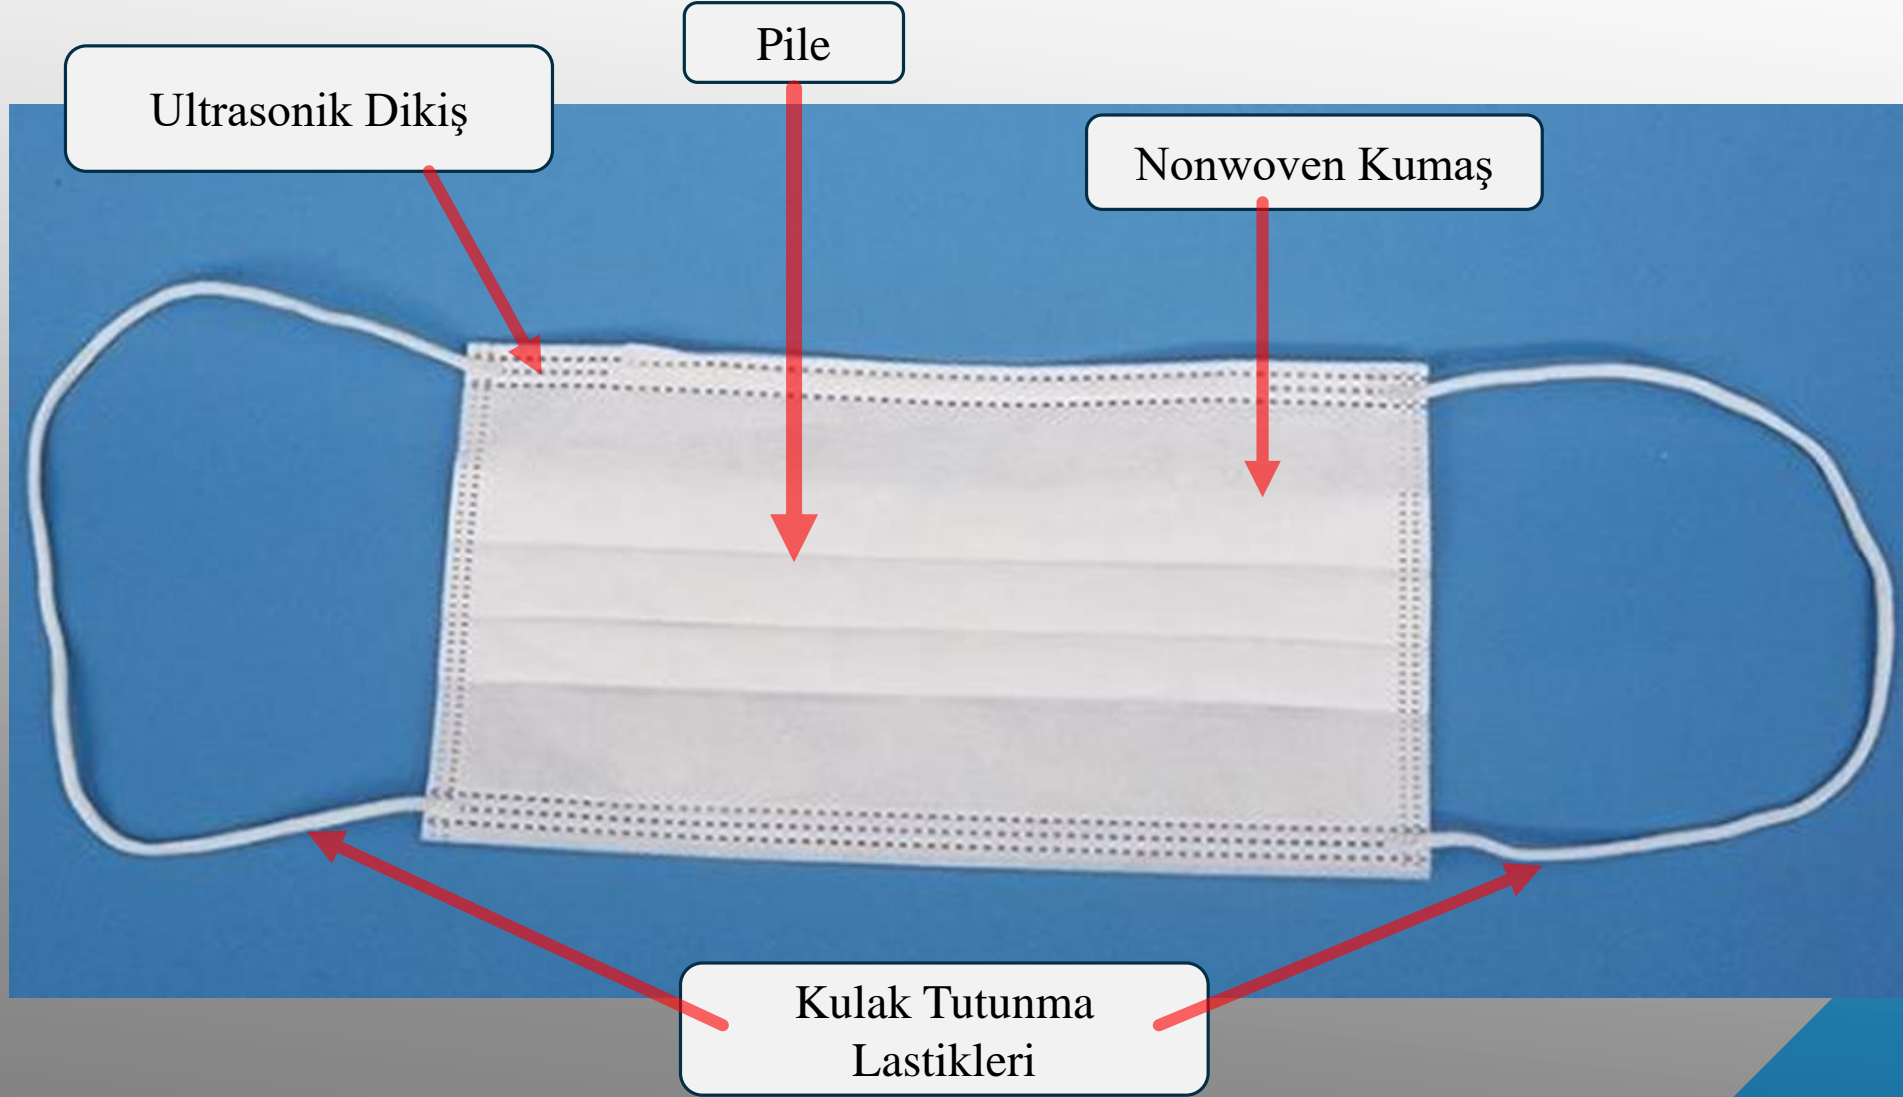 Pile
Ultrasonik Dikiş
Nonwoven Kumaş
Kulak Tutunma
Lastikleri